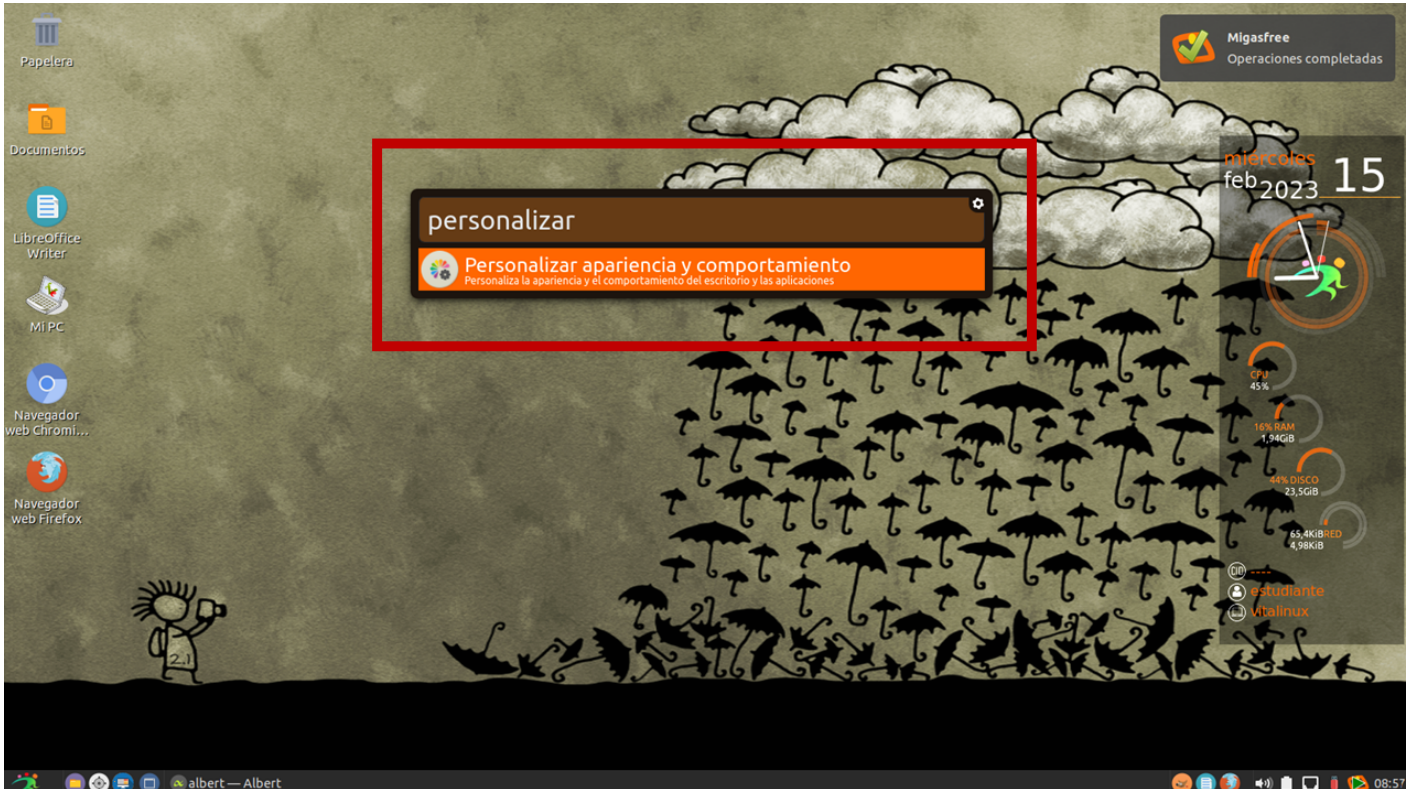 Papelera
Documentos
LibreOffice
Writer
Mi PC
Navegador
web Chromi...
Navegador
web Firefox
personalizar
Personalizar apariencia y comportamiento
Personaliza la apariencia y el comportamiento del escritorio y las aplicaciones
Migasfree
Operaciones completadas
miércoles
feb 2023 15
CPU
45%
16% RAM
1,94GiB
44% DISCO
23,5GiB
65,4KiB RED
4,98KiB
----
estudiante
vitalinux
2.1
albert — Albert
08:57